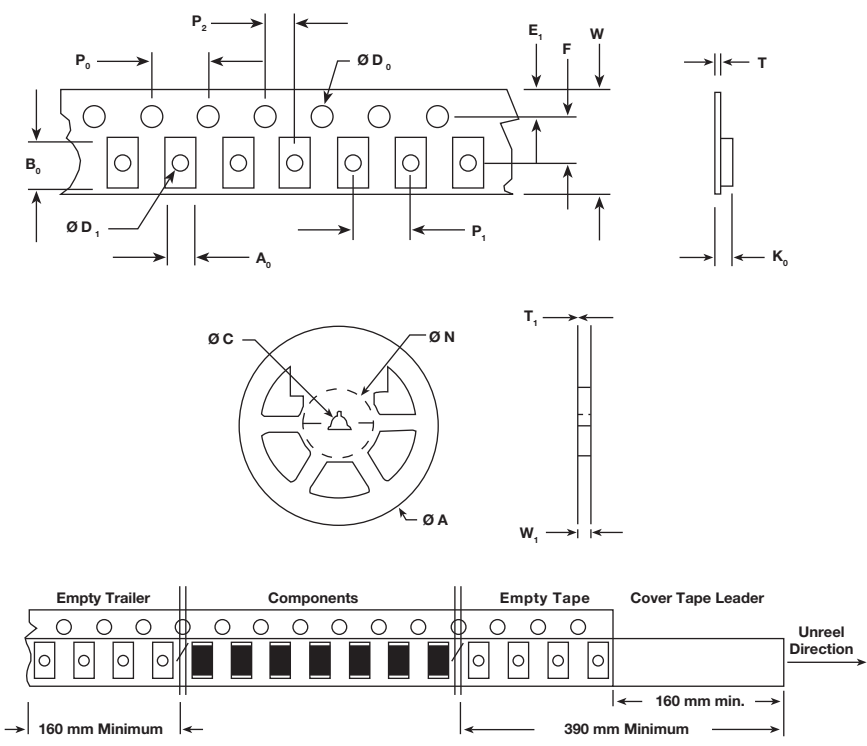 P2
E1
W
P0
Ø D0
F
T
B0
Ø D1
A0
P1
K0
T1
Ø C
Ø N
Ø A
W1
Empty Trailer
Components
Empty Tape
Cover Tape Leader
Unreel
Direction
160 mm min.
160 mm Minimum
390 mm Minimum